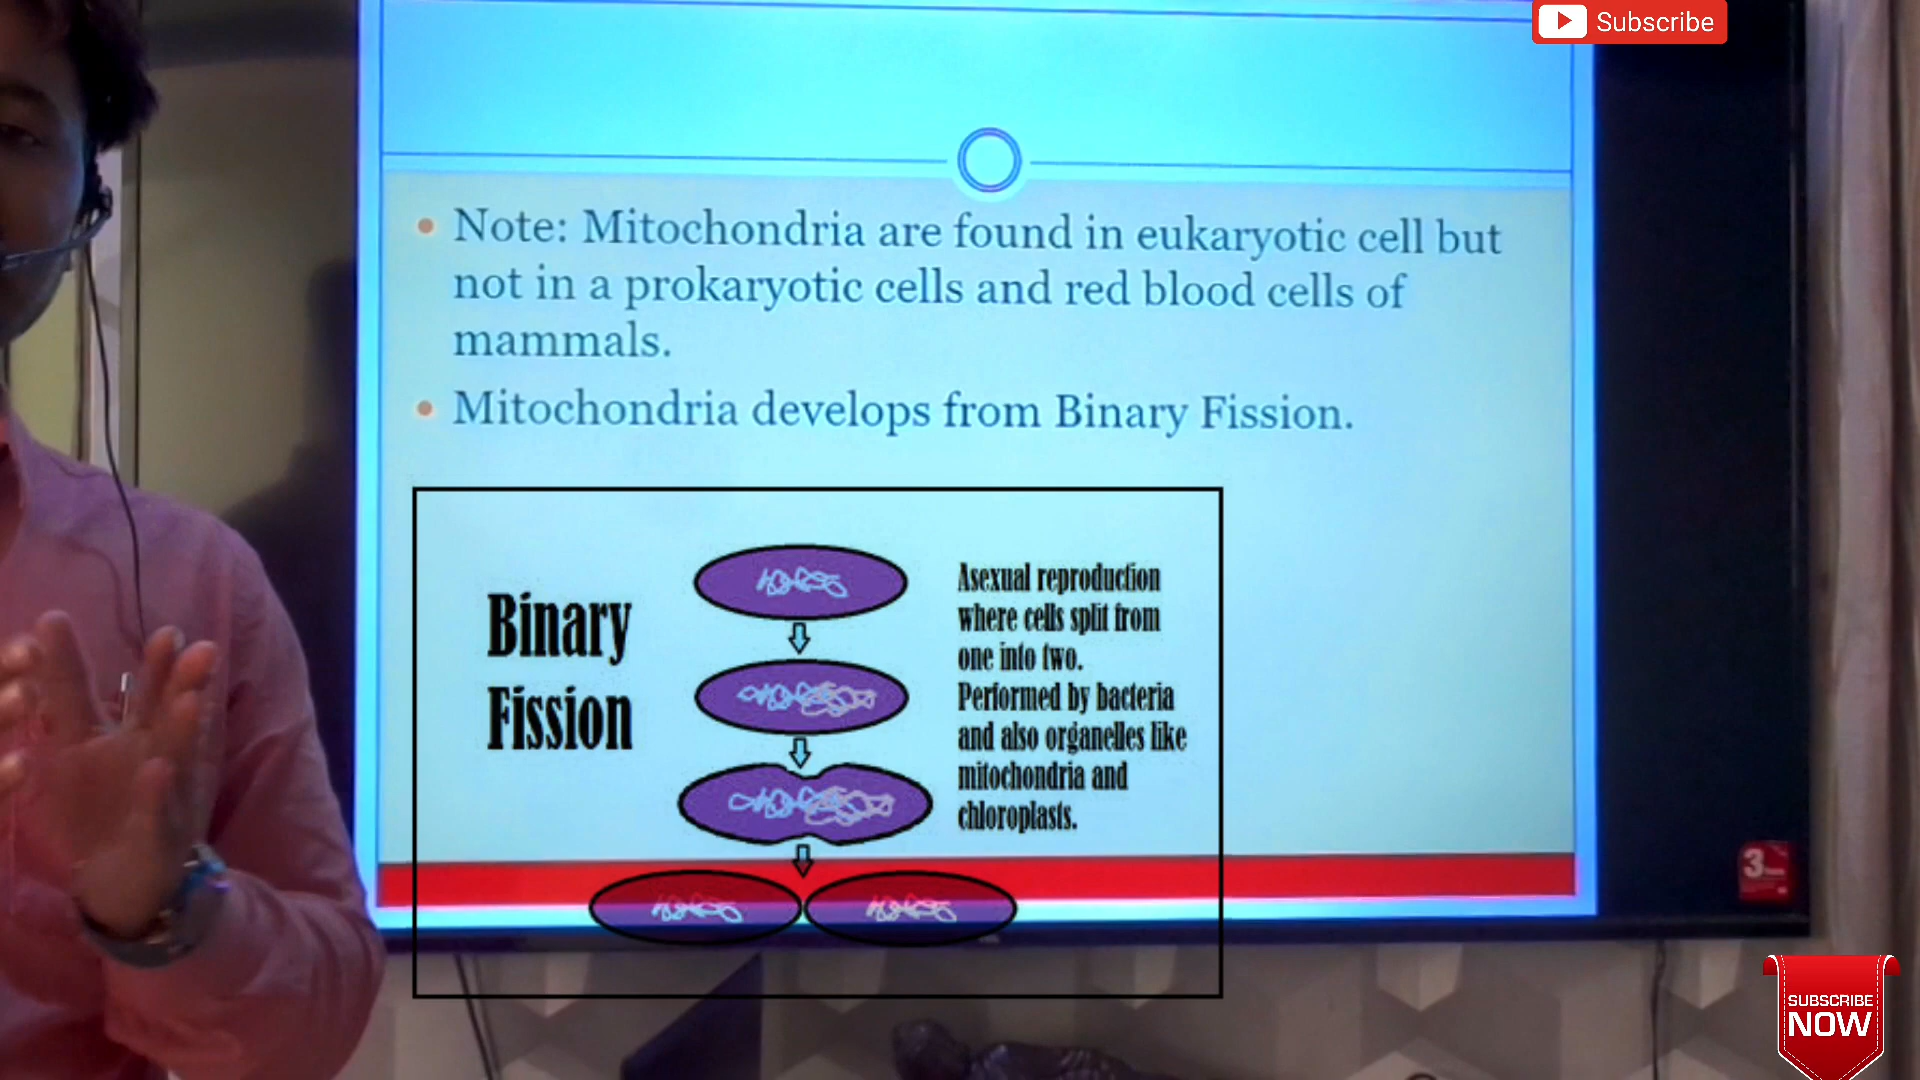 Subscribe
• Note: Mitochondria are found in eukaryotic cell but
not in a prokaryotic cells and red blood cells of
mammals.
• Mitochondria develops from Binary Fission.
Binary
Fission
Asexual reproduction
where cells split from
one into two.
Performed by bacteria
and also organelles like
mitochondria and
chloroplasts.
3
SUBSCRIBE
NOW